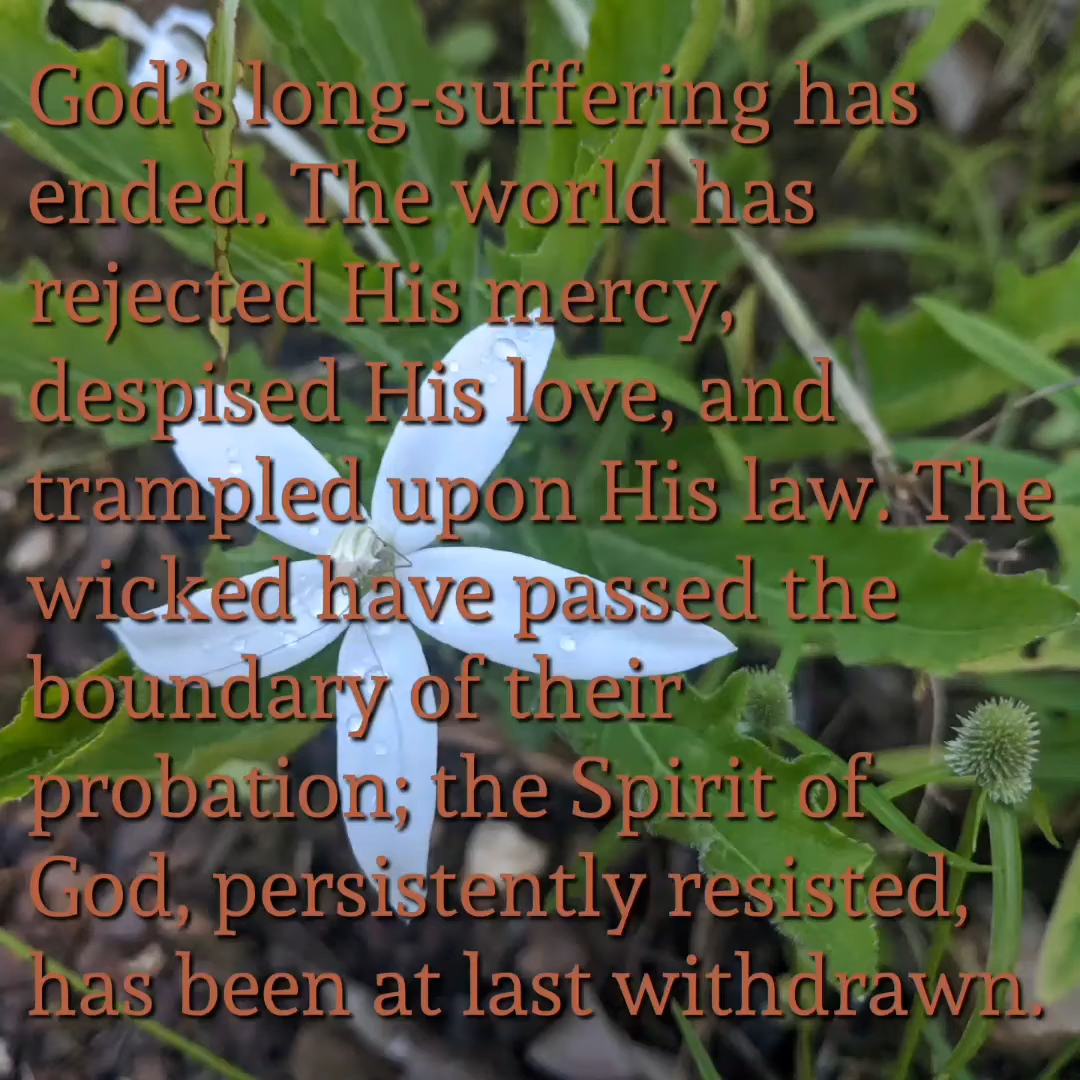 God’s long-suffering has
ended. The world has
rejected His mercy,
despised His love, and
trampled upon His law. The
wicked have passed the
boundary of their
probation; the Spirit of
God, persistently resisted,
has been at last withdrawn.